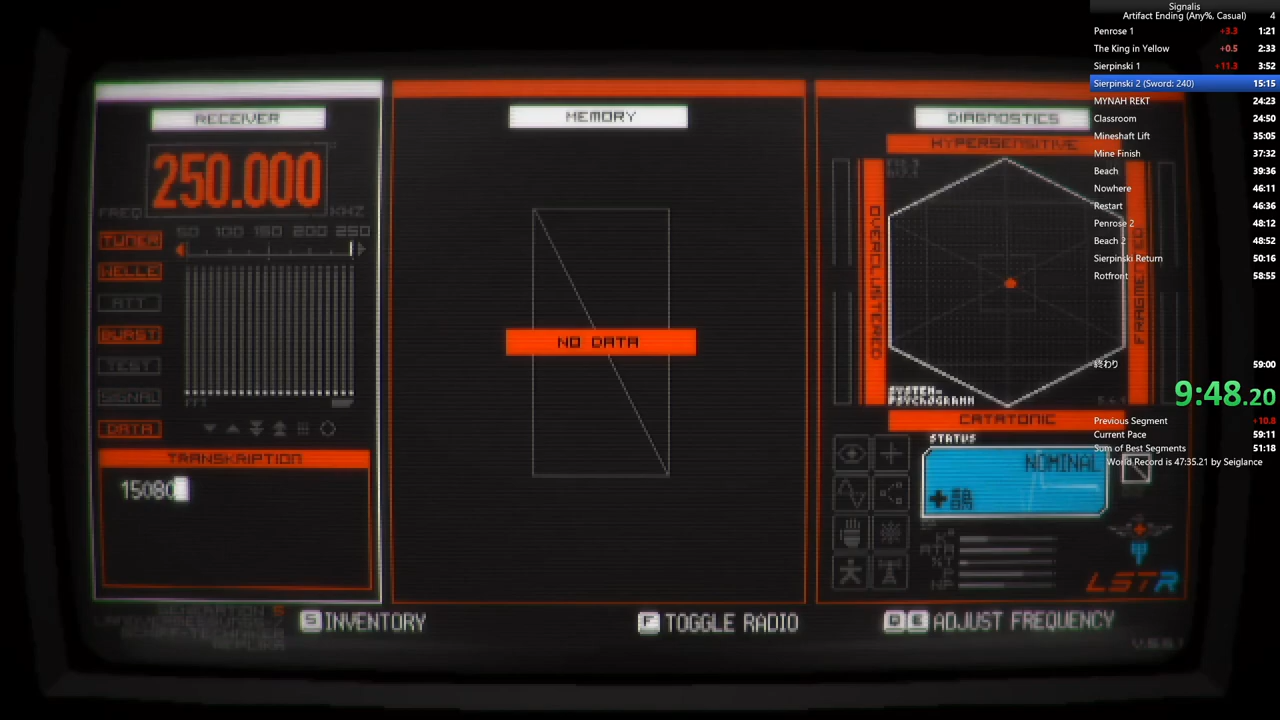 Signalis
Artifact Ending (Any%, Casual) 4
Penrose 1 +3.3 1:21
The King in Yellow +0.5 2:33
Sierpinski 1 +11.3 3:52
Sierpinski 2 (Sword: 240) 15:15
MYNAH REKT 24:23
Classroom 24:50
Mineshaft Lift 35:05
Mine Finish 37:32
Beach 39:36
Nowhere 46:11
Restart 46:36
Penrose 2 48:12
Beach 2 48:52
Sierpinski Return 50:16
Rotfront 58:55
終わり 59:00
9:48.20
Previous Segment +10.8
Current Pace 59:11
Sum of Best Segments 51:18
World Record is 47:35.21 by Seiglance
RECEIVER
250.000
FREQ KHZ
50 100 150 200 250
TUNER
WELLE
ATT
BURST
TEST
SIGNAL
DATA
TRANSKRIPTION
15080
MEMORY
NO DATA
DIAGNOSTICS
HYPERSENSITIVE
OVERCLUSTERED
FRAGMENTED
SYSTEM=
PSYCHOGRAMM
CATATONIC
STATUS
NOMINAL
LSTR
S INVENTORY
F TOGGLE RADIO
ADJUST FREQUENCY